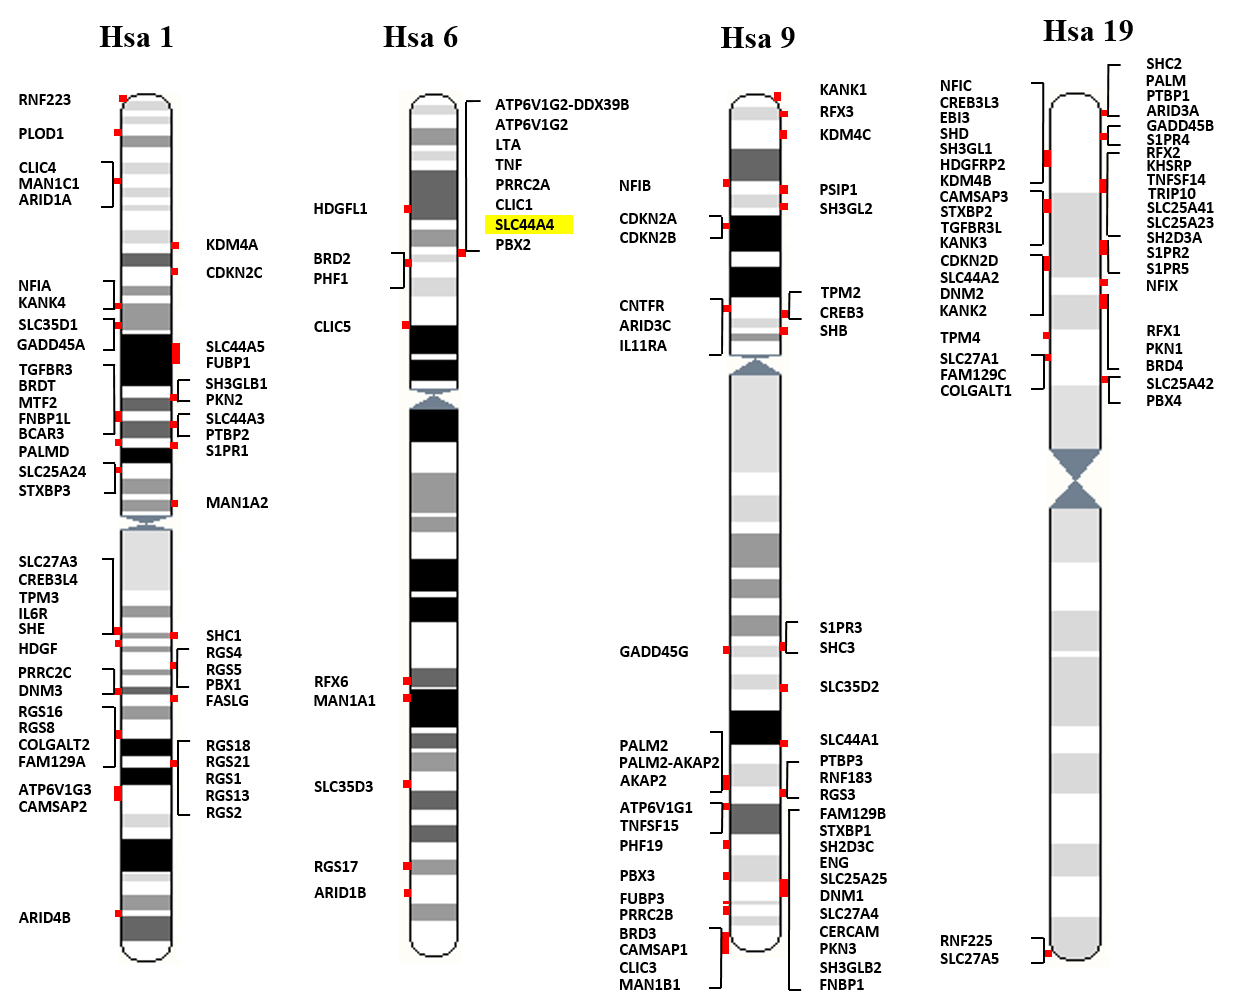 Hsa 1
RNF223
PLOD1
CLIC4
MAN1C1
ARID1A
NFIA
KANK4
SLC35D1
GADD45A
TGFBR3
BRDT
MTF2
FNBP1L
BCAR3
PALMD
SLC25A24
STXBP3
SLC27A3
CREB3L4
TPM3
IL6R
SHE
HDGF
PRRC2C
DNM3
RGS16
RGS8
COLGALT2
FAM129A
ATP6V1G3
CAMSAP2
ARID4B
KDM4A
CDKN2C
SLC44A5
FUBP1
SH3GLB1
PKN2
SLC44A3
PTBP2
S1PR1
MAN1A2
SHC1
RGS4
RGS5
PBX1
FASLG
RGS18
RGS21
RGS1
RGS13
RGS2
Hsa 6
HDGFL1
BRD2
PHF1
CLIC5
RFX6
MAN1A1
SLC35D3
RGS17
ARID1B
ATP6V1G2-DDX39B
ATP6V1G2
LTA
TNF
PRRC2A
CLIC1
SLC44A4
PBX2
Hsa 9
NFIB
CDKN2A
CDKN2B
CNTFR
ARID3C
IL11RA
GADD45G
PALM2
PALM2-AKAP2
AKAP2
ATP6V1G1
TNFSF15
PHF19
PBX3
FUBP3
PRRC2B
BRD3
CAMSAP1
CLIC3
MAN1B1
KANK1
RFX3
KDM4C
PSIP1
SH3GL2
TPM2
CREB3
SHB
S1PR3
SHC3
SLC35D2
SLC44A1
PTBP3
RNF183
RGS3
FAM129B
STXBP1
SH2D3C
ENG
SLC25A25
DNM1
SLC27A4
CERCAM
PKN3
SH3GLB2
FNBP1
Hsa 19
NFIC
CREB3L3
EBI3
SHD
SH3GL1
HDGFRP2
KDM4B
CAMSAP3
STXBP2
TGFBR3L
KANK3
CDKN2D
SLC44A2
DNM2
KANK2
TPM4
SLC27A1
FAM129C
COLGALT1
RNF225
SLC27A5
SHC2
PALM
PTBP1
ARID3A
GADD45B
S1PR4
RFX2
KHSRP
TNFSF14
TRIP10
SLC25A41
SLC25A23
SH2D3A
S1PR2
S1PR5
NFIX
RFX1
PKN1
BRD4
SLC25A42
PBX4